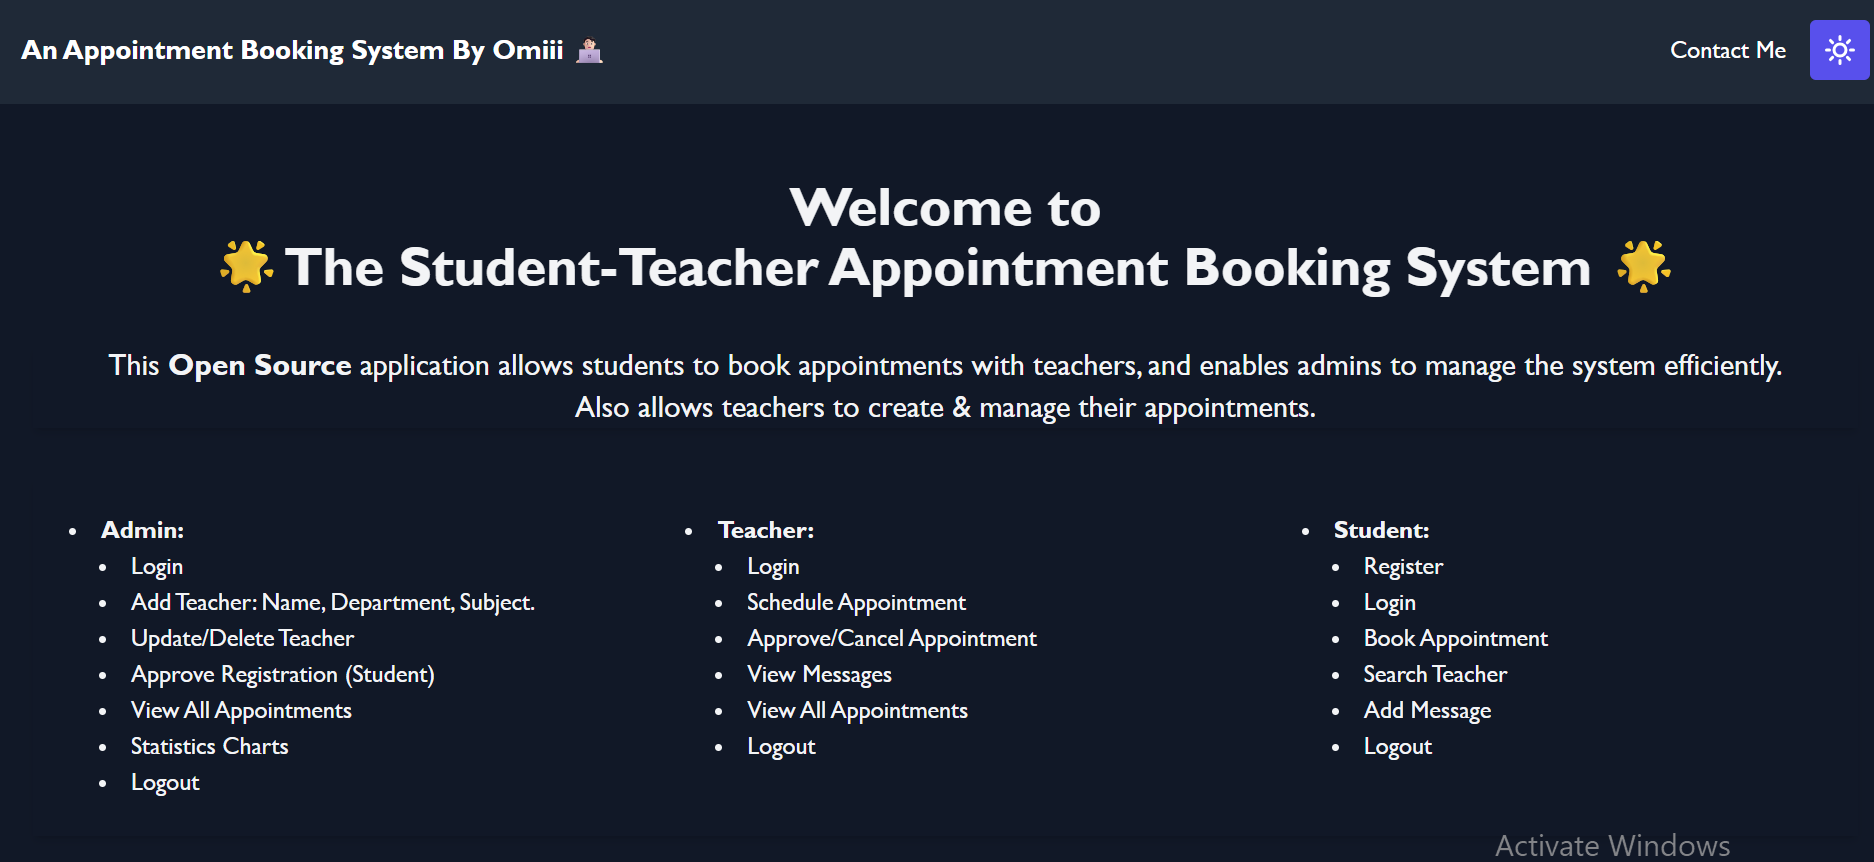 An Appointment Booking System By Omiii 👨🏻‍💻
Contact Me
Welcome to
🌟 The Student-Teacher Appointment Booking System 🌟
This Open Source application allows students to book appointments with teachers, and enables admins to manage the system efficiently.
Also allows teachers to create & manage their appointments.
• Admin:
• Login
• Add Teacher: Name, Department, Subject.
• Update/Delete Teacher
• Approve Registration (Student)
• View All Appointments
• Statistics Charts
• Logout
• Teacher:
• Login
• Schedule Appointment
• Approve/Cancel Appointment
• View Messages
• View All Appointments
• Logout
• Student:
• Register
• Login
• Book Appointment
• Search Teacher
• Add Message
• Logout
Activate Windows